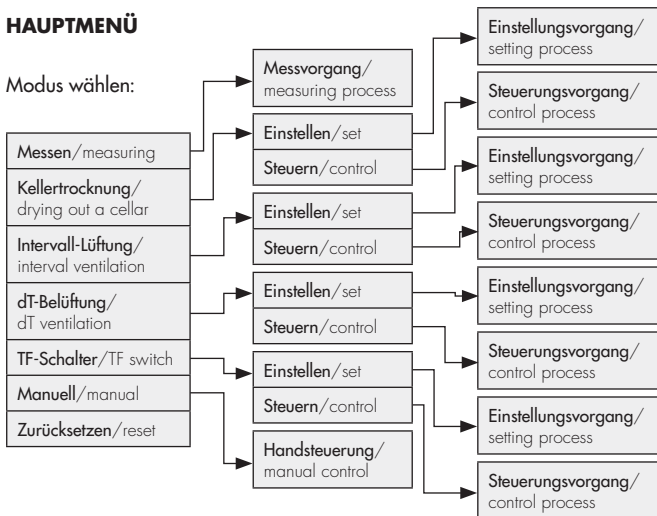 HAUPTMENÜ
Modus wählen:
Messen/measuring
Kellertrocknung/
drying out a cellar
Intervall-Lüftung/
interval ventilation
dT-Belüftung/
dT ventilation
TF-Schalter/TF switch
Manuell/manual
Zurücksetzen/reset
Messvorgang/
measuring process
Einstellen/set
Steuern/control
Einstellen/set
Steuern/control
Einstellen/set
Steuern/control
Einstellen/set
Steuern/control
Handsteuerung/
manual control
Einstellungsvorgang/
setting process
Steuerungsvorgang/
control process
Einstellungsvorgang/
setting process
Steuerungsvorgang/
control process
Einstellungsvorgang/
setting process
Steuerungsvorgang/
control process
Einstellungsvorgang/
setting process
Steuerungsvorgang/
control process